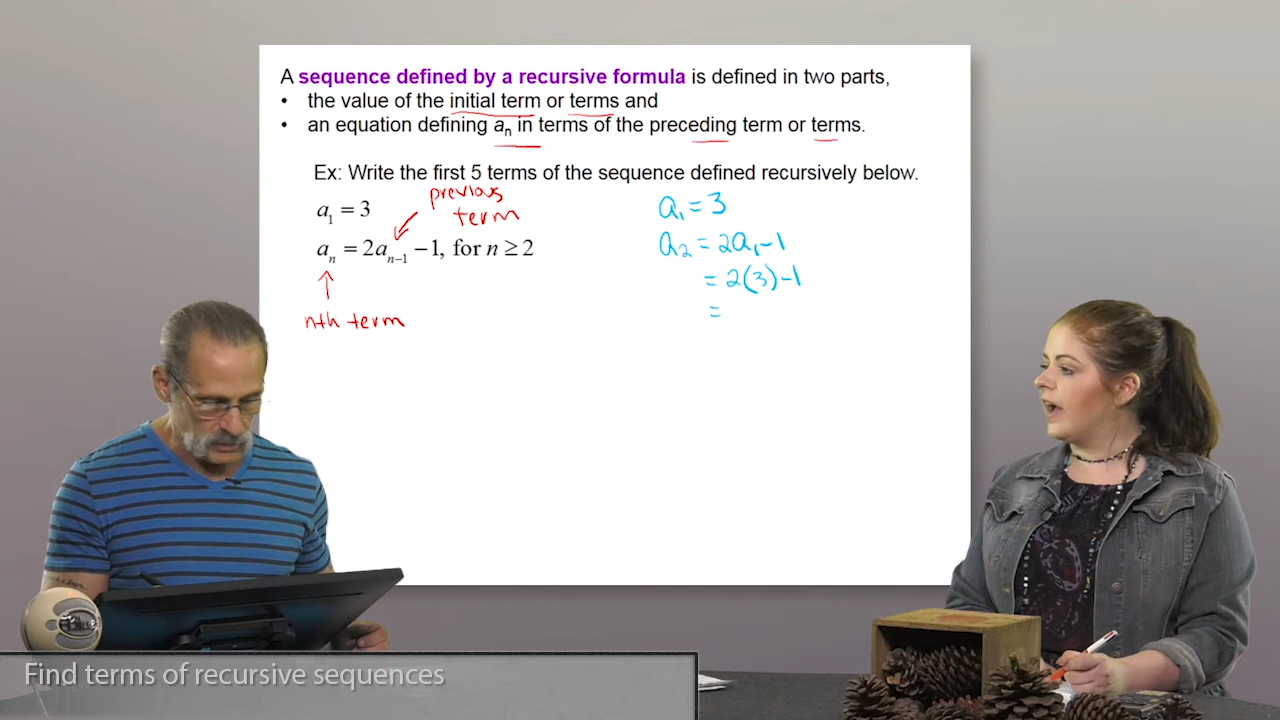 A sequence defined by a recursive formula is defined in two parts,
• the value of the initial term or terms and
• an equation defining aₙ in terms of the preceding term or terms.
Ex: Write the first 5 terms of the sequence defined recursively below.
previous
term
a₁ = 3
aₙ = 2aₙ₋₁ − 1, for n ≥ 2
nth term
a₁ = 3
a₂ = 2a₁ − 1
= 2(3) − 1
=
Blue
Find terms of recursive sequences